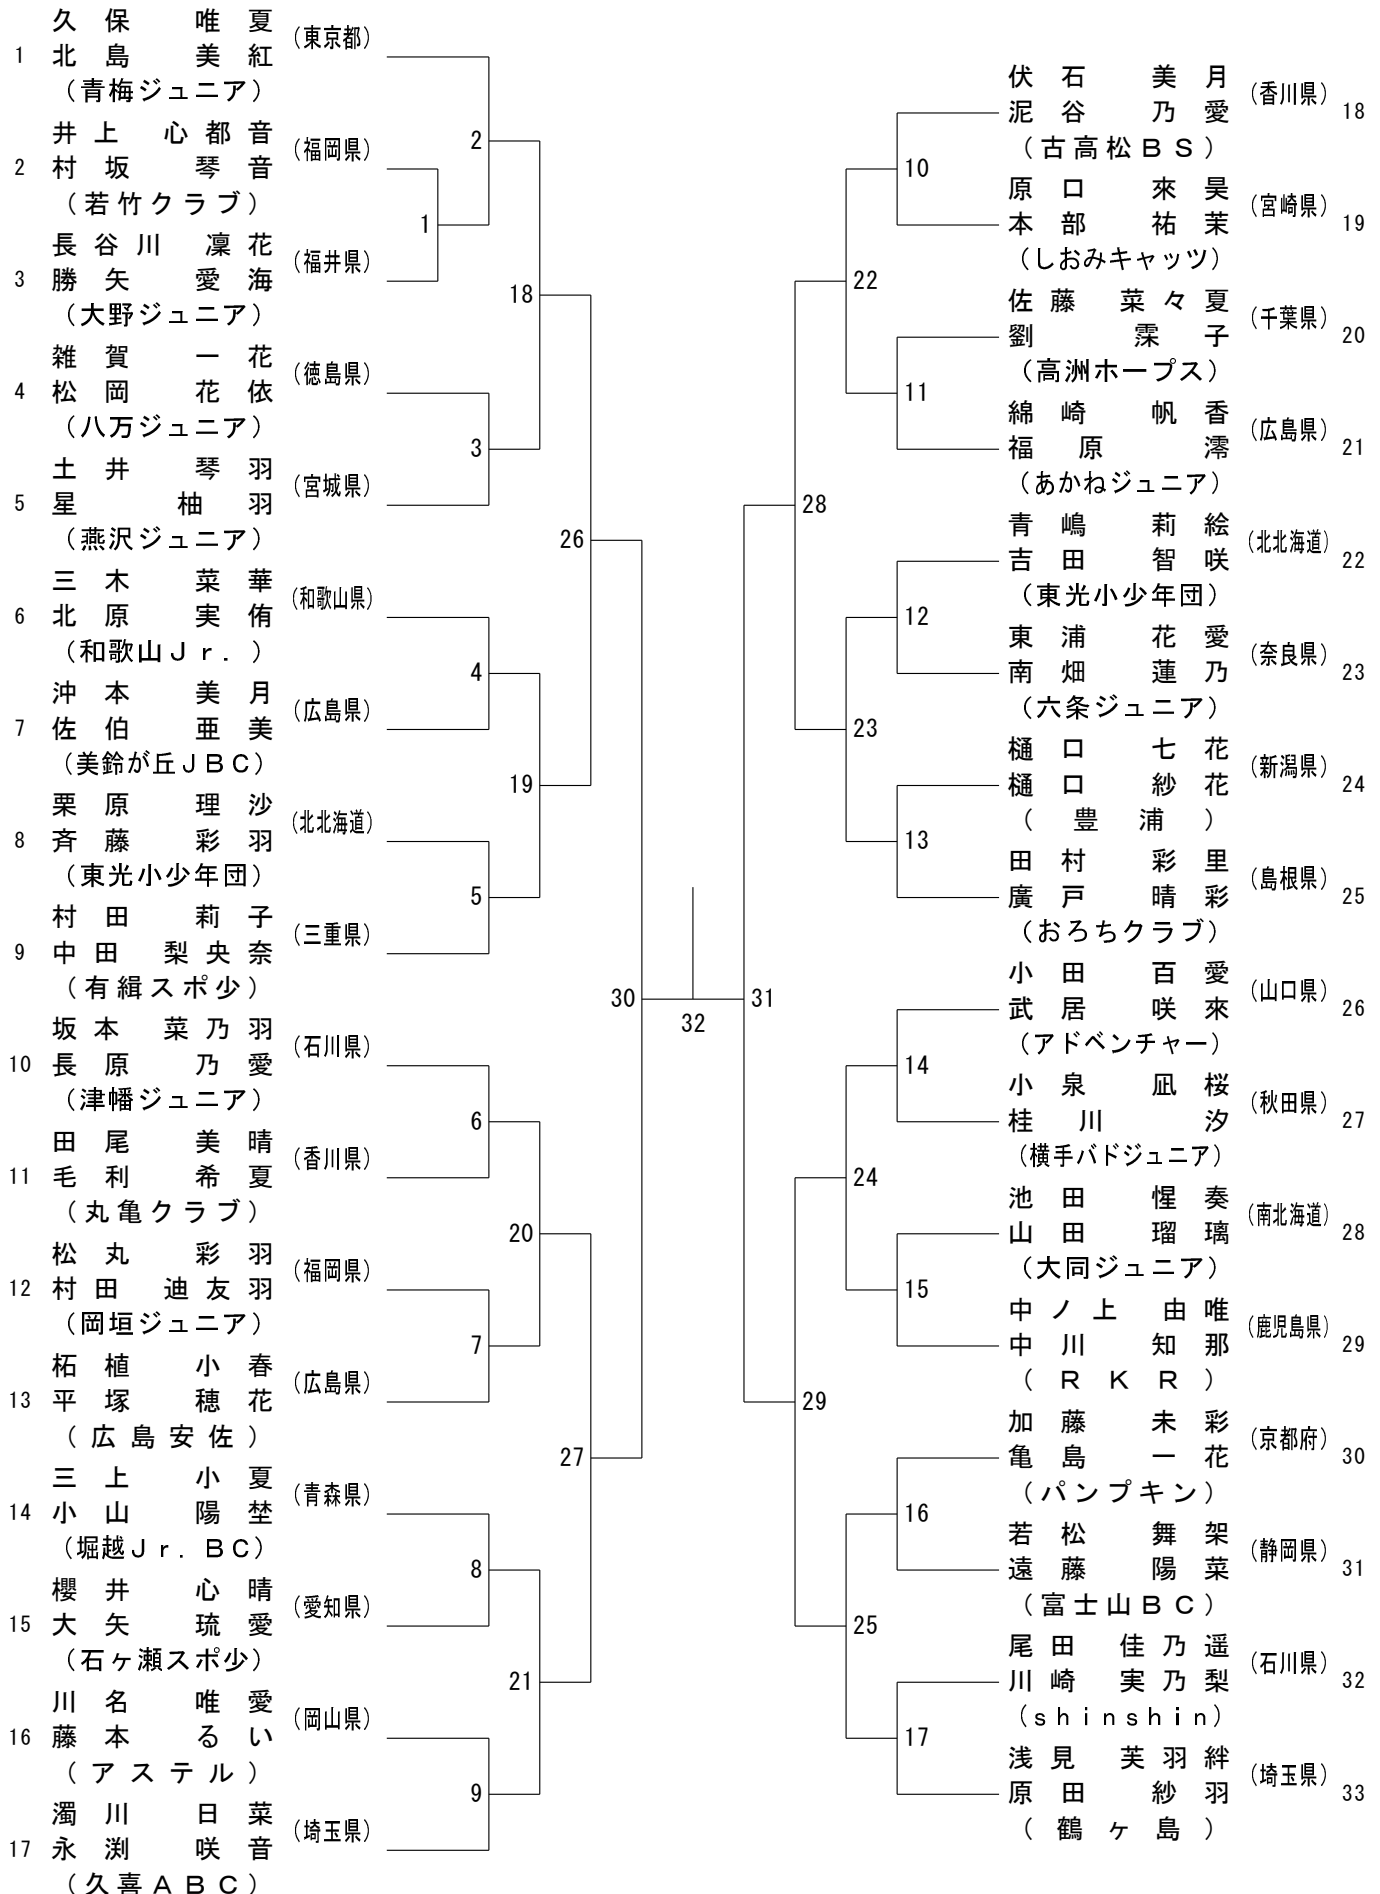 久保 唯夏 (東京都)
1 北島 美紅
(青梅ジュニア)
井上 心都音 (福岡県)
2 村坂 琴音
(若竹クラブ)
長谷川 凜花 (福井県)
3 勝矢 愛海
(大野ジュニア)
雑賀 一花 (徳島県)
4 松岡 花依
(八万ジュニア)
土井 琴羽 (宮城県)
5 星 柚羽
(燕沢ジュニア)
三木 菜華 (和歌山県)
6 北原 実侑
(和歌山Jr.)
沖本 美月 (広島県)
7 佐伯 亜美
(美鈴が丘JBC)
栗原 理沙 (北北海道)
8 斉藤 彩羽
(東光小少年団)
村田 莉子 (三重県)
9 中田 梨央奈
(有緝スポ少)
坂本 菜乃羽 (石川県)
10 長原 乃愛
(津幡ジュニア)
田尾 美晴 (香川県)
11 毛利 希夏
(丸亀クラブ)
松丸 彩羽 (福岡県)
12 村田 迪友羽
(岡垣ジュニア)
柘植 小春 (広島県)
13 平塚 穂花
(広島安佐)
三上 小夏 (青森県)
14 小山 陽埜
(堀越Jr.BC)
櫻井 心晴 (愛知県)
15 大矢 琉愛
(石ヶ瀬スポ少)
川名 唯愛 (岡山県)
16 藤本 るい
(アステル)
濁川 日菜 (埼玉県)
17 永渕 咲音
(久喜ABC)
1
2
3
4
5
6
7
8
9
18
19
20
21
26
27
30
32
31
28
29
22
23
24
25
10
11
12
13
14
15
16
17
伏石 美月 (香川県)
泥谷 乃愛 18
(古高松BS)
原口 來昊 (宮崎県)
本部 祐茉 19
(しおみキャッツ)
佐藤 菜々夏 (千葉県)
劉 霂子 20
(高洲ホープス)
綿崎 帆香 (広島県)
福原 澪 21
(あかねジュニア)
青嶋 莉絵 (北北海道)
吉田 智咲 22
(東光小少年団)
東浦 花愛 (奈良県)
南畑 蓮乃 23
(六条ジュニア)
樋口 七花 (新潟県)
樋口 紗花 24
(豊浦)
田村 彩里 (島根県)
廣戸 晴彩 25
(おろちクラブ)
小田 百愛 (山口県)
武居 咲來 26
(アドベンチャー)
小泉 凪桜 (秋田県)
桂川 汐 27
(横手バドジュニア)
池田 惺奏 (南北海道)
山田 瑠璃 28
(大同ジュニア)
中ノ上 由唯 (鹿児島県)
中川 知那 29
(RKR)
加藤 未彩 (京都府)
亀島 一花 30
(パンプキン)
若松 舞架 (静岡県)
遠藤 陽菜 31
(富士山BC)
尾田 佳乃遥 (石川県)
川崎 実乃梨 32
(shinshin)
浅見 芙羽絆 (埼玉県)
原田 紗羽 33
(鶴ヶ島)